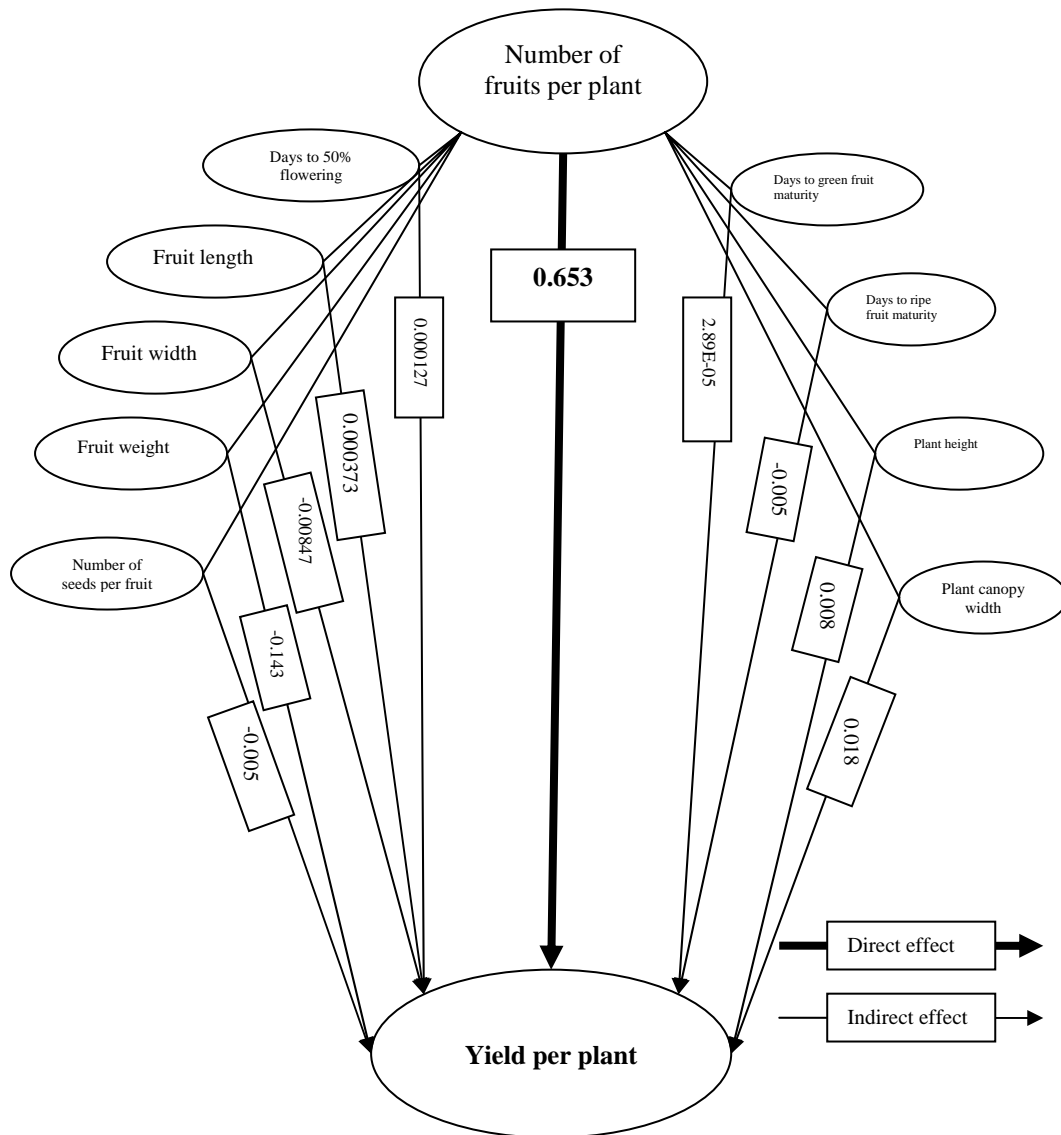 Number of
fruits per plant
Days to 50%
flowering
Days to green fruit
maturity
Fruit length
0.653
Days to ripe
fruit maturity
Fruit width
0.000127
2.89E-05
Fruit weight
0.000373
-0.005
Plant height
-0.00847
Number of
seeds per fruit
0.008
Plant canopy
width
-0.143
-0.005
0.018
Direct effect
Indirect effect
Yield per plant